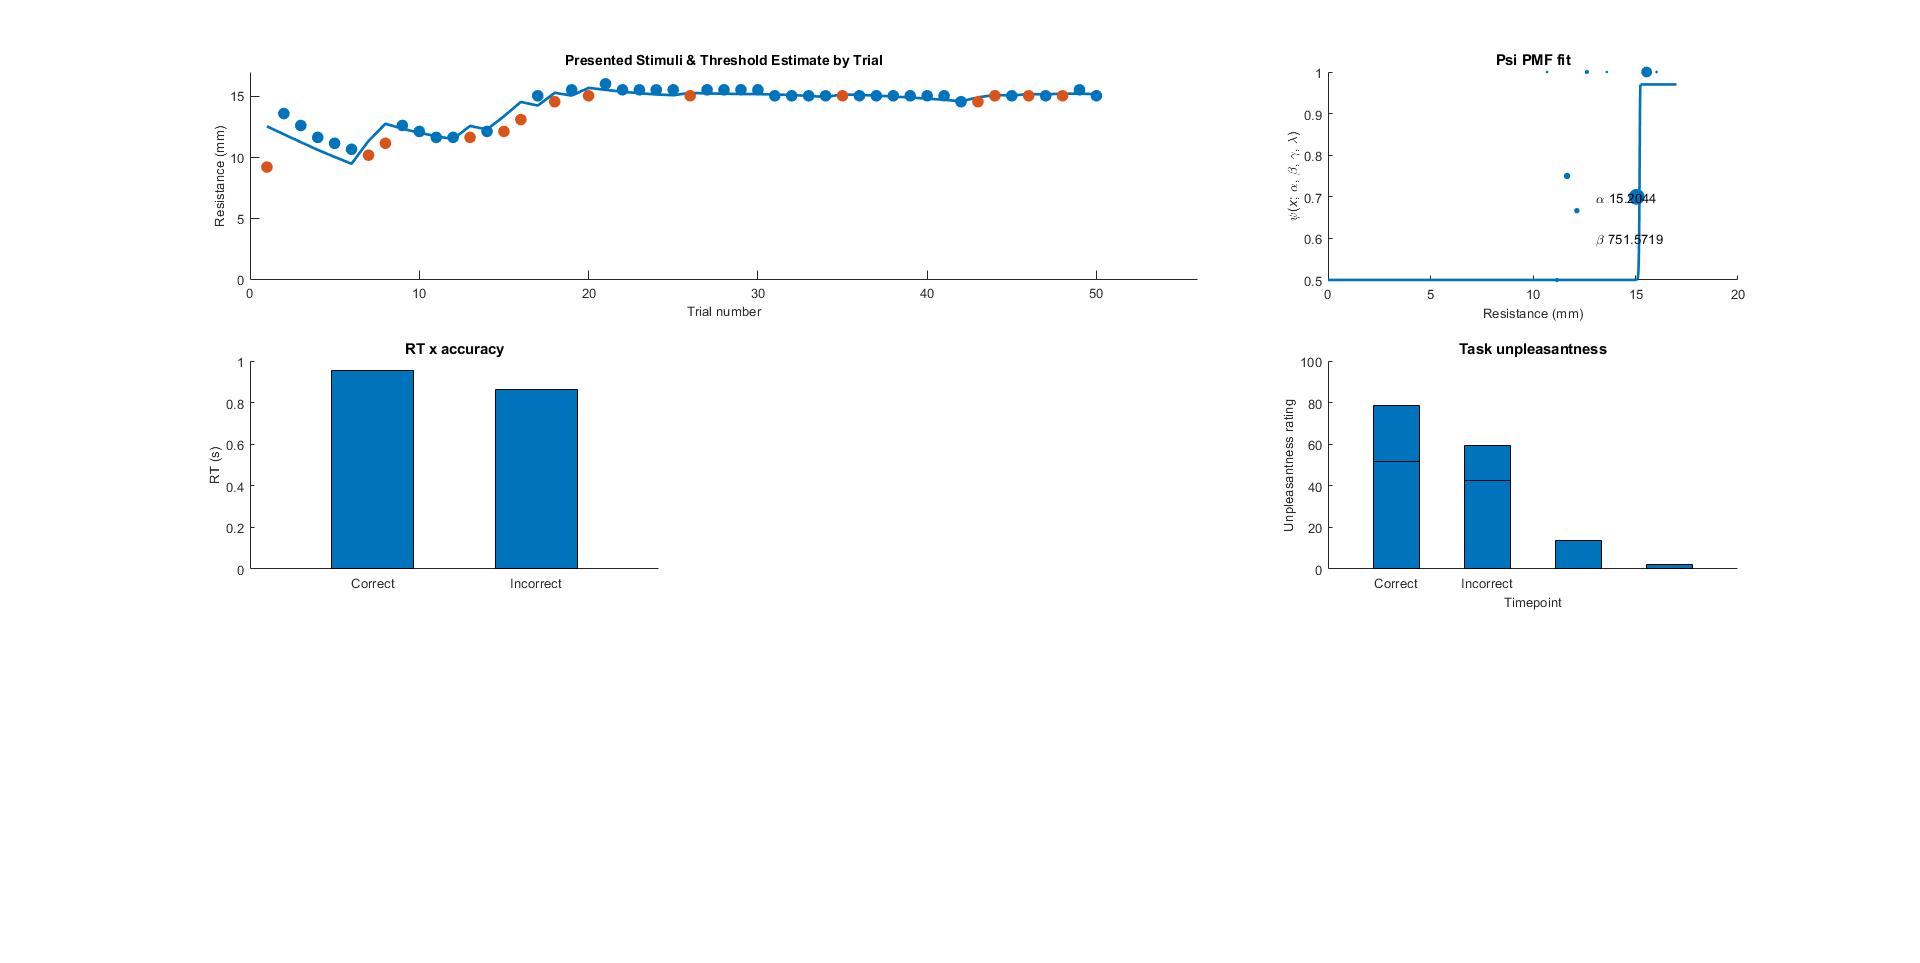 Presented Stimuli & Threshold Estimate by Trial
Resistance (mm)
15
10
5
0
0 10 20 30 40 50
Trial number
Psi PMF fit
ψ(x; α, β, γ, λ)
1
0.9
0.8
0.7
0.6
0.5
α 15.2044
β 751.5719
0 5 10 15 20
Resistance (mm)
RT x accuracy
RT (s)
1
0.8
0.6
0.4
0.2
0
Correct Incorrect
Task unpleasantness
Unpleasantness rating
100
80
60
40
20
0
Correct Incorrect
Timepoint